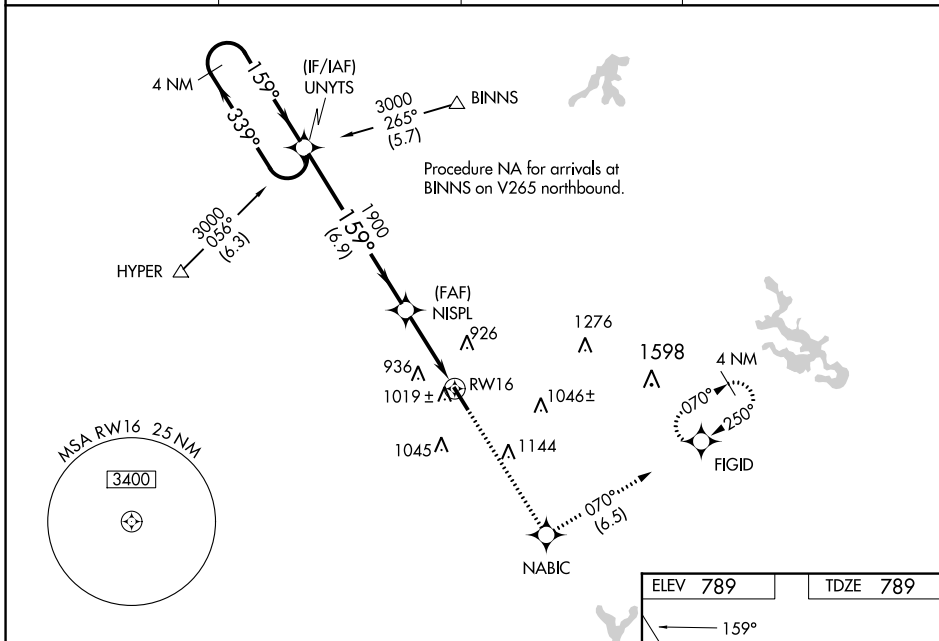 (IF/IAF)
UNYTS
4 NM
159°
339°
3000
265°
(5.7)
BINNS
Procedure NA for arrivals at
BINNS on V265 northbound.
3000
056°
(6.3)
HYPER
1900
159°
(6.9)
(FAF)
NISPL
926
1276
1598
4 NM
936
RW16
1019 ±
1046±
070°
250°
1045
1144
FIGID
MSA RW16 25 NM
3400
070°
(6.5)
NABIC
ELEV 789
TDZE 789
159°